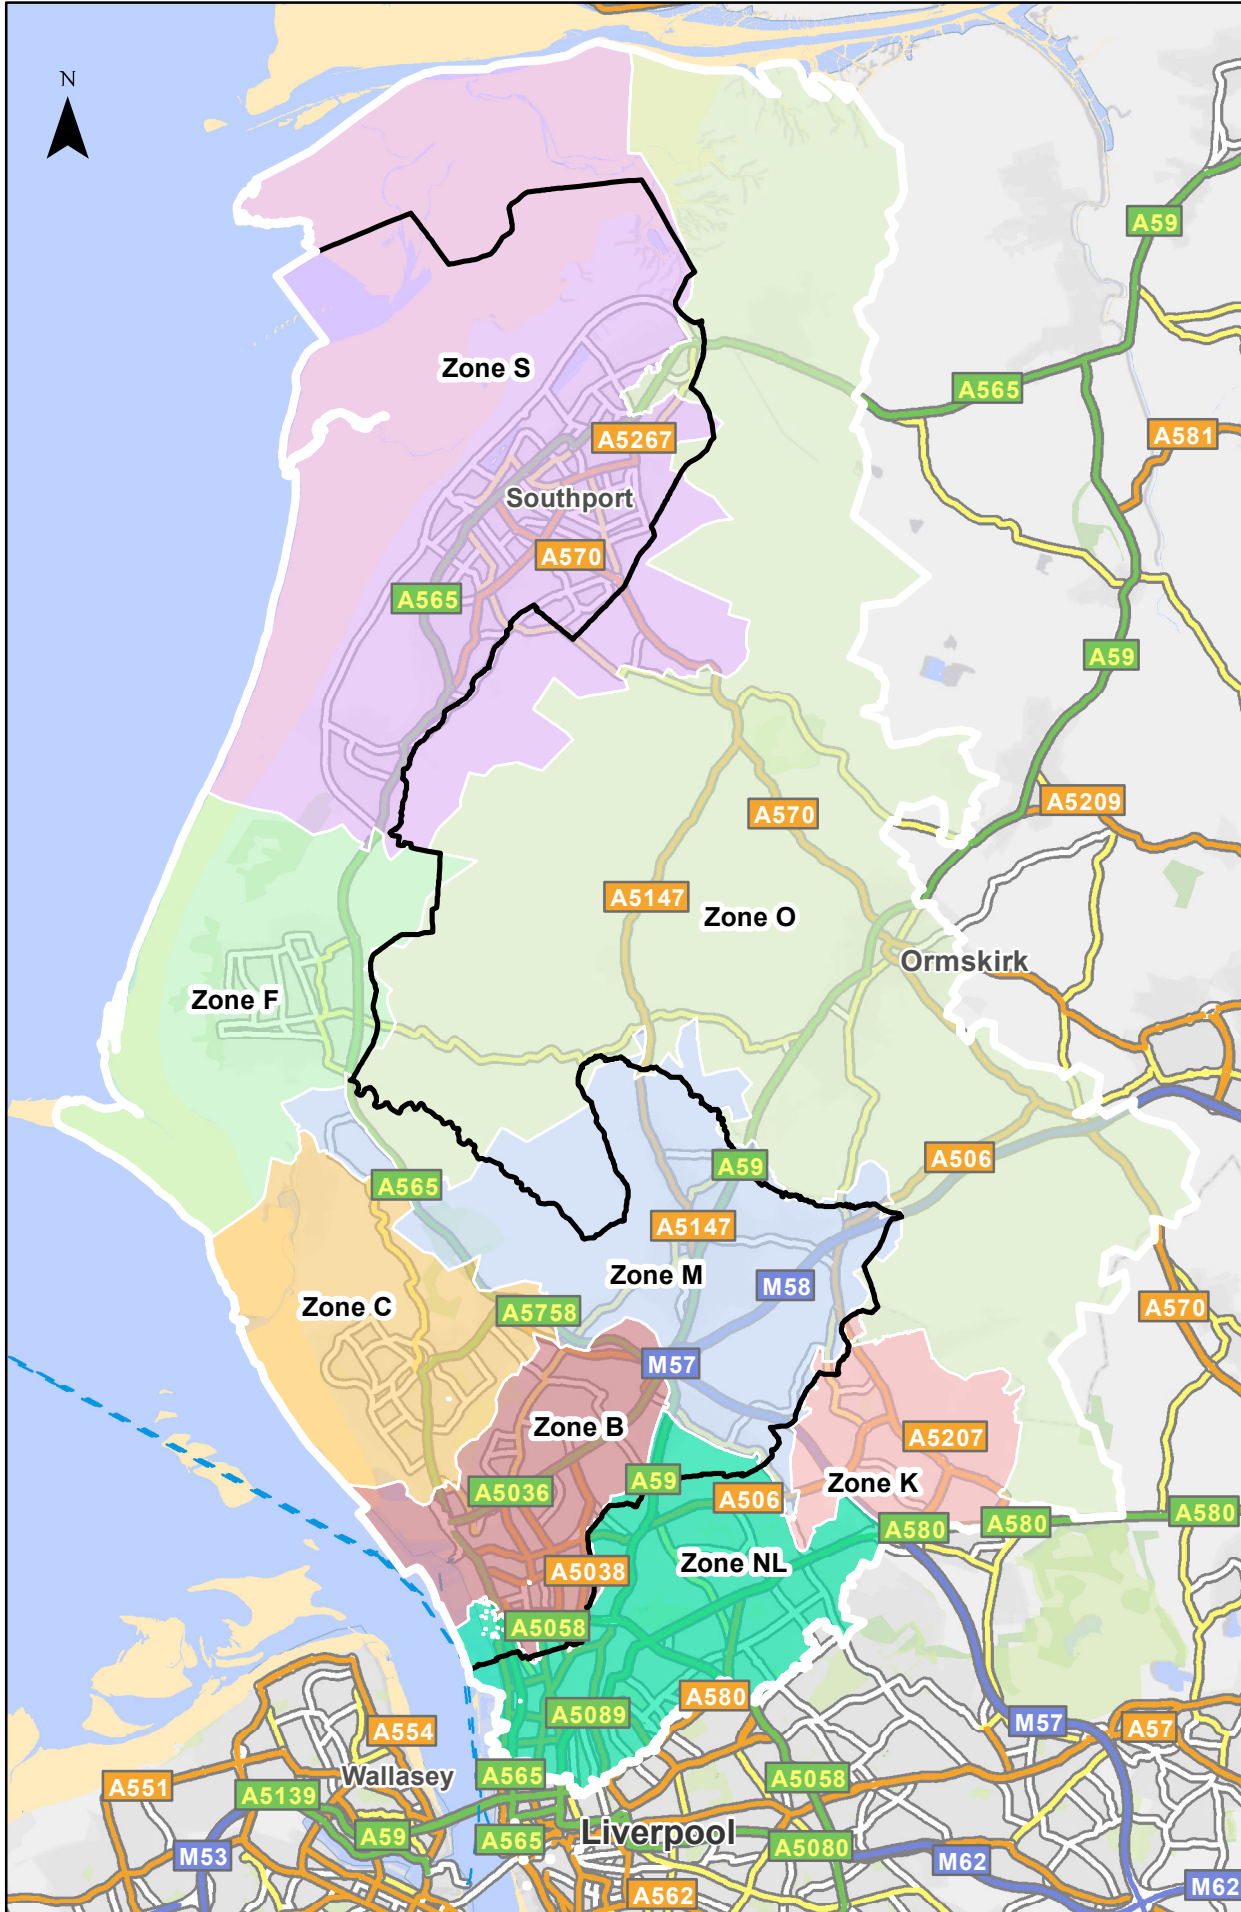 N
A59
Zone S
A565
A5267
A581
Southport
A570
A565
A59
A5209
A570
A5147
Zone O
Ormskirk
Zone F
A59
A506
A565
A5147
Zone M
M58
Zone C
A5758
A570
M57
Zone B
A5207
A59
Zone K
A5036
A506
A580
A580
A580
Zone NL
A5038
A5058
A580
A5089
M57
A57
A554
Wallasey
A565
A5058
A551
A5139
A59
A565
Liverpool
A5080
M53
M62
A562
M62